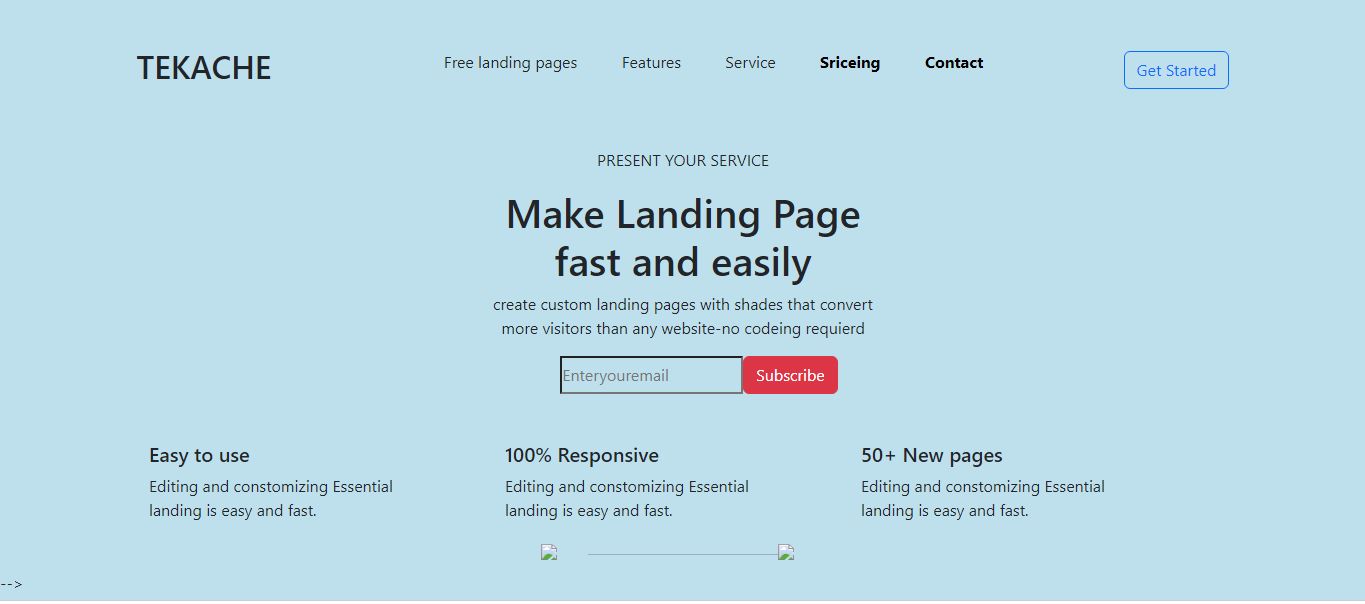 TEKACHE
Free landing pages Features Service Sriceing Contact
Get Started
PRESENT YOUR SERVICE
Make Landing Page
fast and easily
create custom landing pages with shades that convert
more visitors than any website-no codeing requierd
Enteryouremail Subscribe
Easy to use
Editing and constomizing Essential
landing is easy and fast.
100% Responsive
Editing and constomizing Essential
landing is easy and fast.
50+ New pages
Editing and constomizing Essential
landing is easy and fast.
-->